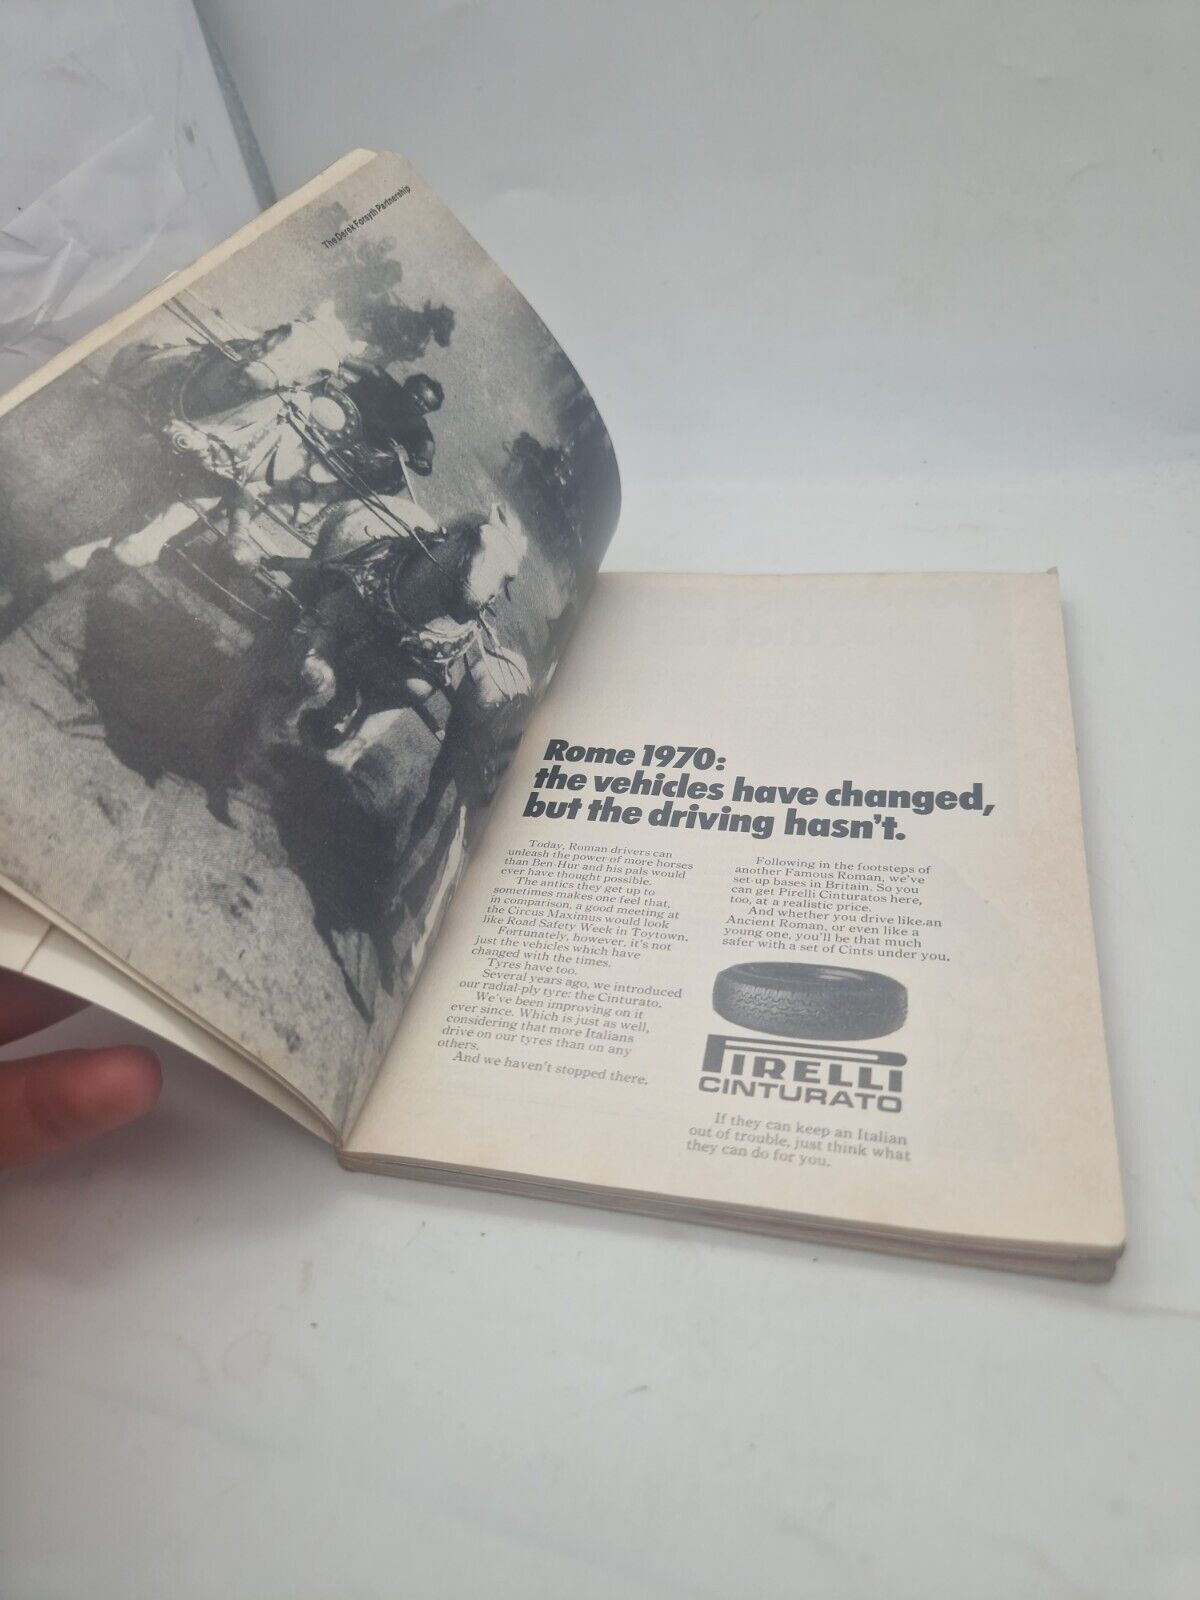 The Derek Forsyth Partnership
Rome 1970:
the vehicles have changed,
but the driving hasn't.
Today, Roman drivers can
unleash the power of more horses
than Ben-Hur and his pals would
ever have thought possible.
The antics they get up to
sometimes makes one feel that,
in comparison, a good meeting at
the Circus Maximus would look
like Road Safety Week in Toytown.
Fortunately, however, it's not
just the vehicles which have
changed with the times.
Tyres have too.
Several years ago, we introduced
our radial-ply tyre: the Cinturato.
We've been improving on it
ever since. Which is just as well,
considering that more Italians
drive on our tyres than on any
others.
And we haven't stopped there.
Following in the footsteps of
another Famous Roman, we've
set-up bases in Britain. So you
can get Pirelli Cinturatos here,
too, at a realistic price.
And whether you drive like an
Ancient Roman, or even like a
young one, you'll be that much
safer with a set of Cints under you.
PIRELLI
CINTURATO
If they can keep an Italian
out of trouble, just think what
they can do for you.